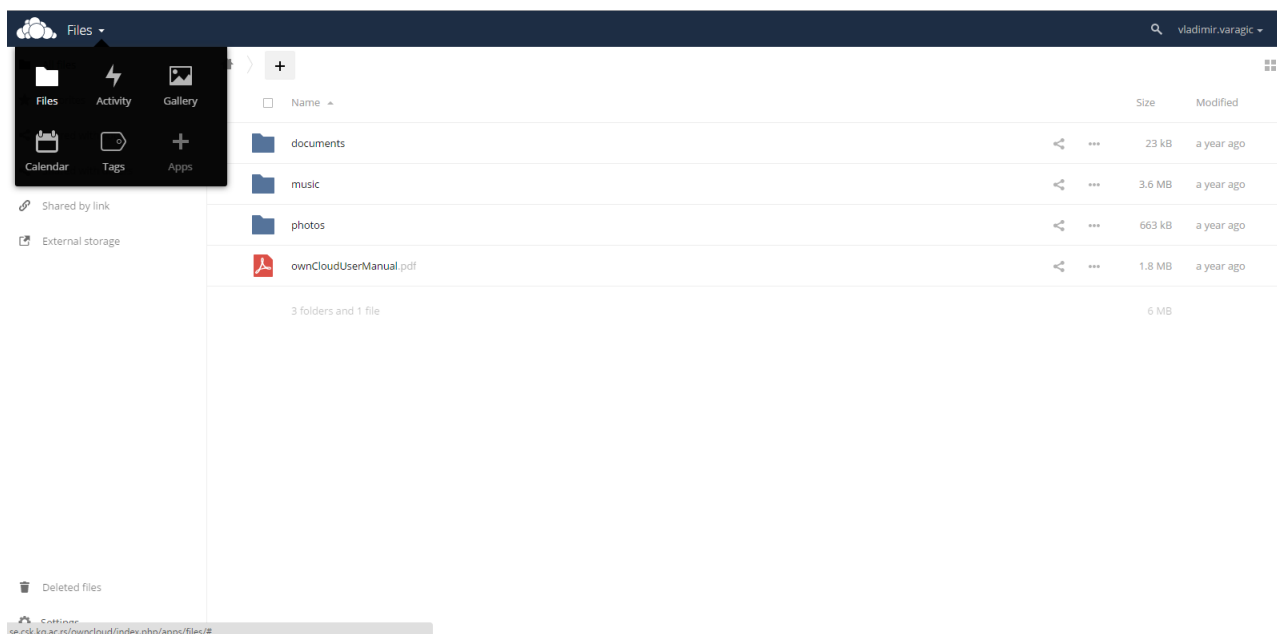 Files
vladimir.varagic
Files Activity Gallery
Calendar Tags Apps
+
Name Size Modified
documents 23 kB a year ago
music 3.6 MB a year ago
photos 663 kB a year ago
ownCloudUserManual.pdf 1.8 MB a year ago
3 folders and 1 file 6 MB
Shared by link
External storage
Deleted files
Settings
se.csk.kg.ac.rs/owncloud/index.php/apps/files/#